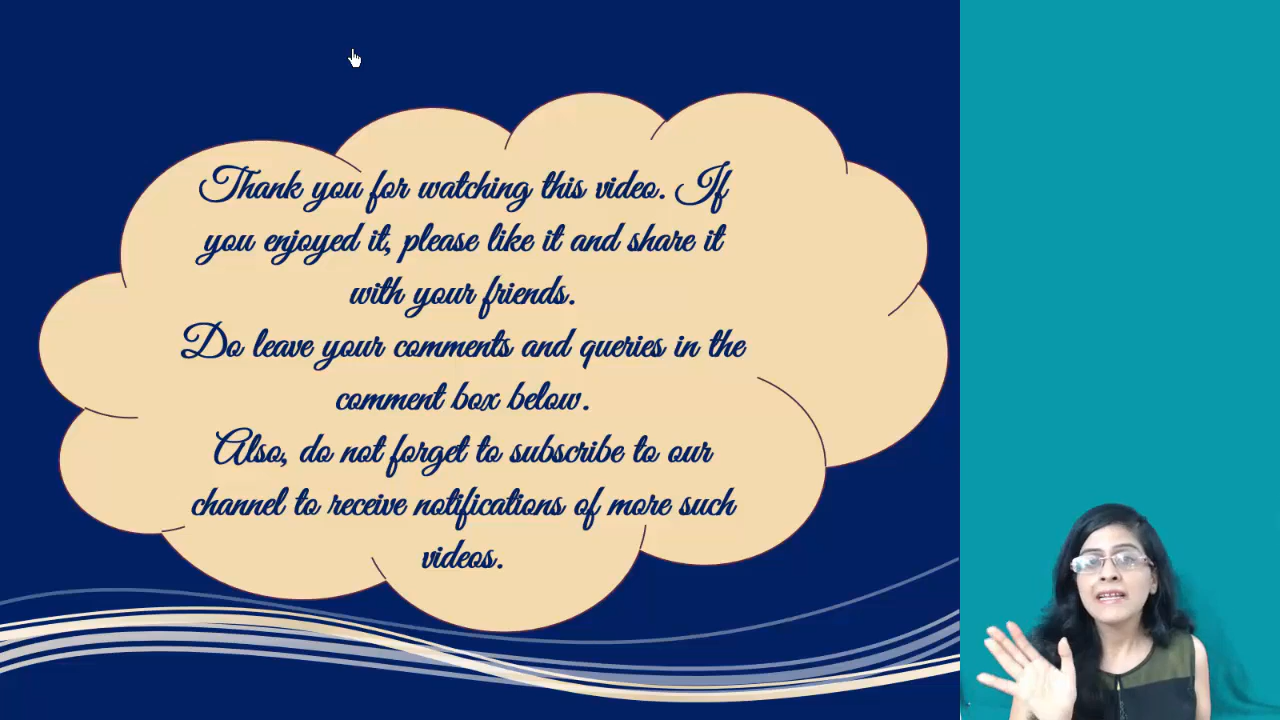 Thank you for watching this video. If
you enjoyed it, please like it and share it
with your friends.
Do leave your comments and queries in the
comment box below.
Also, do not forget to subscribe to our
channel to receive notifications of more such
videos.